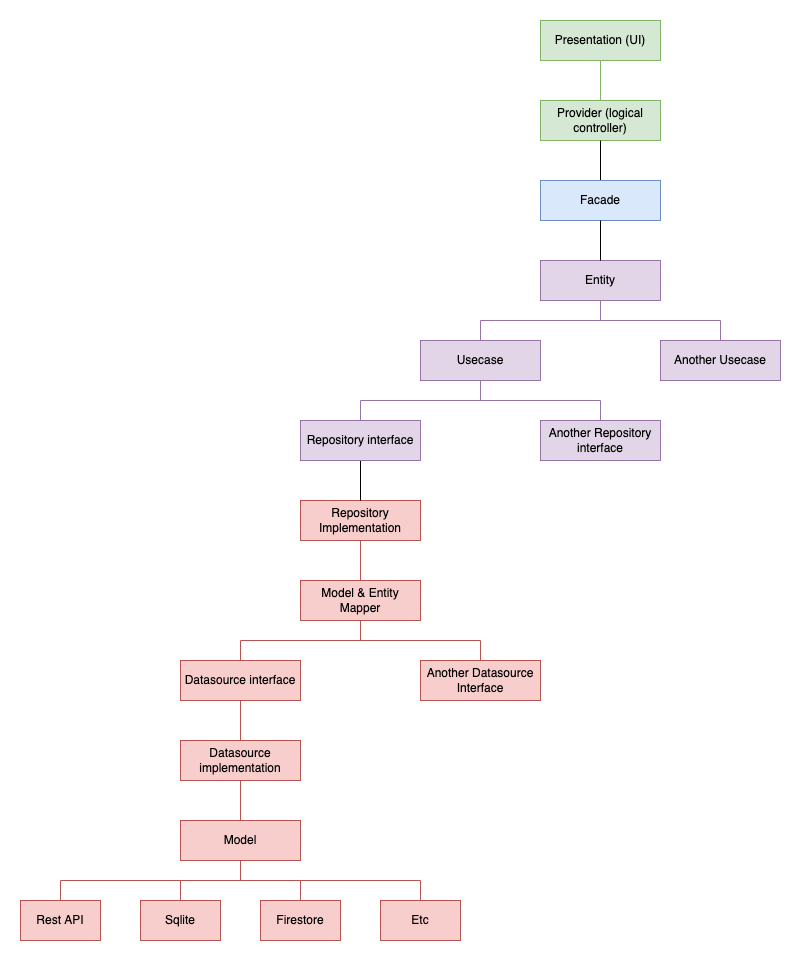 Presentation (UI)
Provider (logical
controller)
Facade
Entity
Usecase
Another Usecase
Repository interface
Another Repository
interface
Repository
Implementation
Model & Entity
Mapper
Datasource interface
Another Datasource
Interface
Datasource
implementation
Model
Rest API
Sqlite
Firestore
Etc